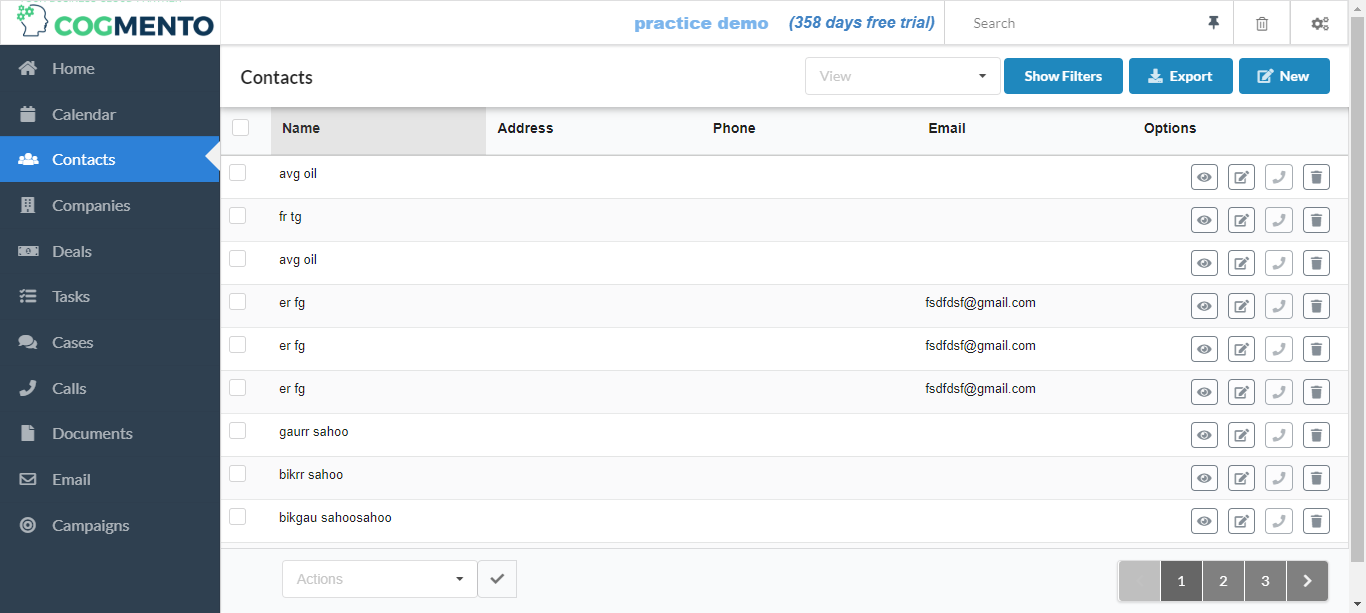 COGMENTO
practice demo (358 days free trial) Search
Home
Calendar
Contacts
Companies
Deals
Tasks
Cases
Calls
Documents
Email
Campaigns
Contacts View Show Filters Export New
Name Address Phone Email Options
avg oil
fr tg
avg oil
er fg fsdfdsf@gmail.com
er fg fsdfdsf@gmail.com
er fg fsdfdsf@gmail.com
gaurr sahoo
bikrr sahoo
bikgau sahoosahoo
Actions 1 2 3